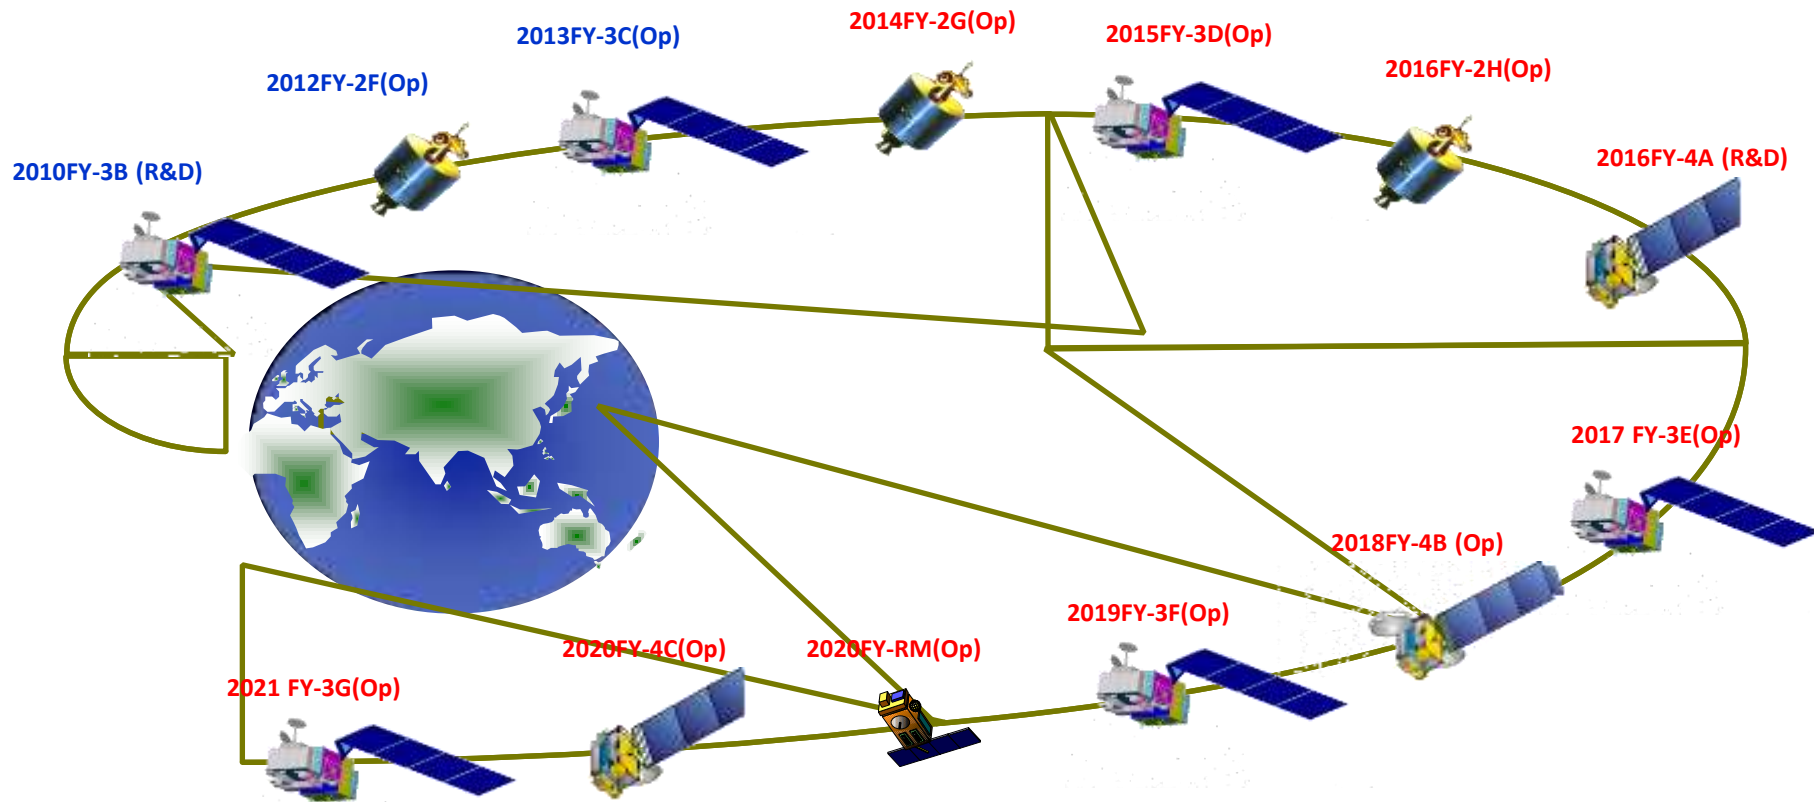 2014FY-2G(Op)
2013FY-3C(Op)
2015FY-3D(Op)
2012FY-2F(Op)
2016FY-2H(Op)
2010FY-3B (R&D)
2016FY-4A (R&D)
2017 FY-3E(Op)
2018FY-4B (Op)
2019FY-3F(Op)
2020FY-4C(Op)
2020FY-RM(Op)
2021 FY-3G(Op)